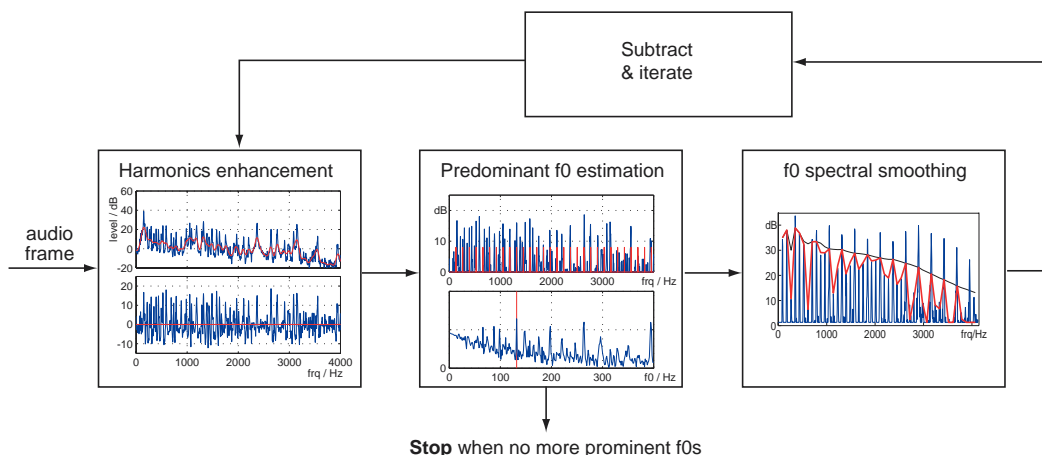 Subtract
& iterate
Harmonics enhancement
Predominant f0 estimation
f0 spectral smoothing
audio
frame
level / dB
60
40
20
0
-20
20
10
0
-10
0 1000 2000 3000 4000
frq / Hz
dB
20
10
0
0 1000 2000 3000
frq / Hz
0
0 100 200 300
f0 / Hz
dB
30
20
10
0
0 1000 2000 3000 frq/Hz
Stop when no more prominent f0s